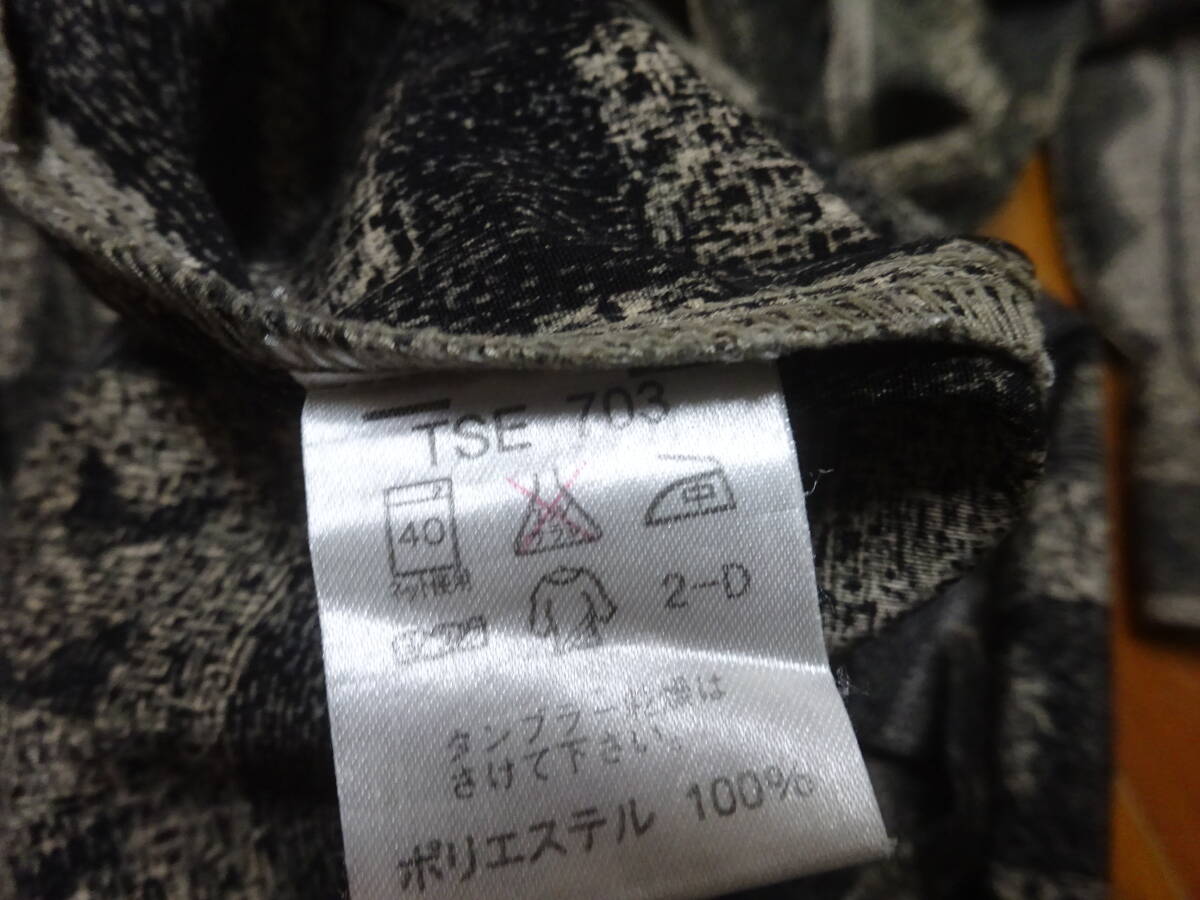 TSE 703
40
中
ネット使用
2-D
タンブラー乾燥は
さけて下さい。
ポリエステル 100%